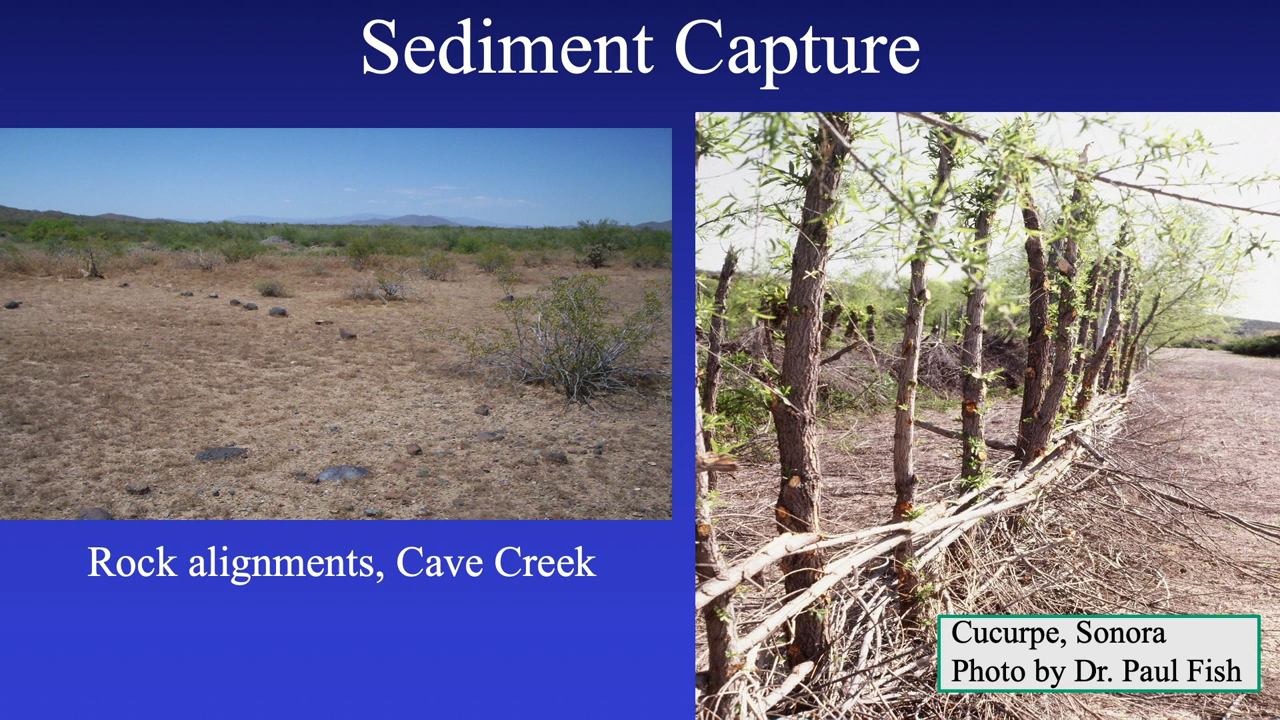 Sediment Capture
Rock alignments, Cave Creek
Cucurpe, Sonora
Photo by Dr. Paul Fish